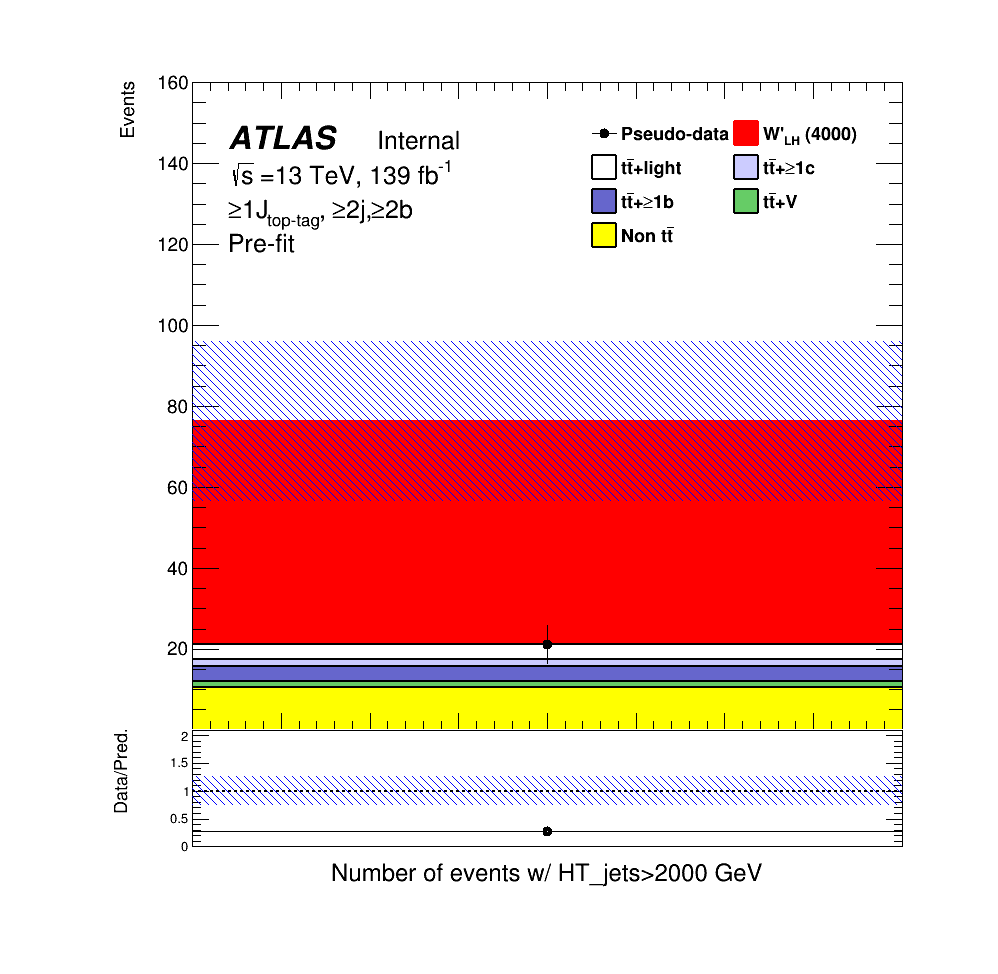 Events
160
140
120
100
80
60
40
20
ATLAS Internal
√s =13 TeV, 139 fb⁻¹
≥1J_top-tag, ≥2j,≥2b
Pre-fit
Pseudo-data W'_LH (4000)
tt̄+light tt̄+≥1c
tt̄+≥1b tt̄+V
Non tt̄
Data/Pred.
2
1.5
1
0.5
0
Number of events w/ HT_jets>2000 GeV